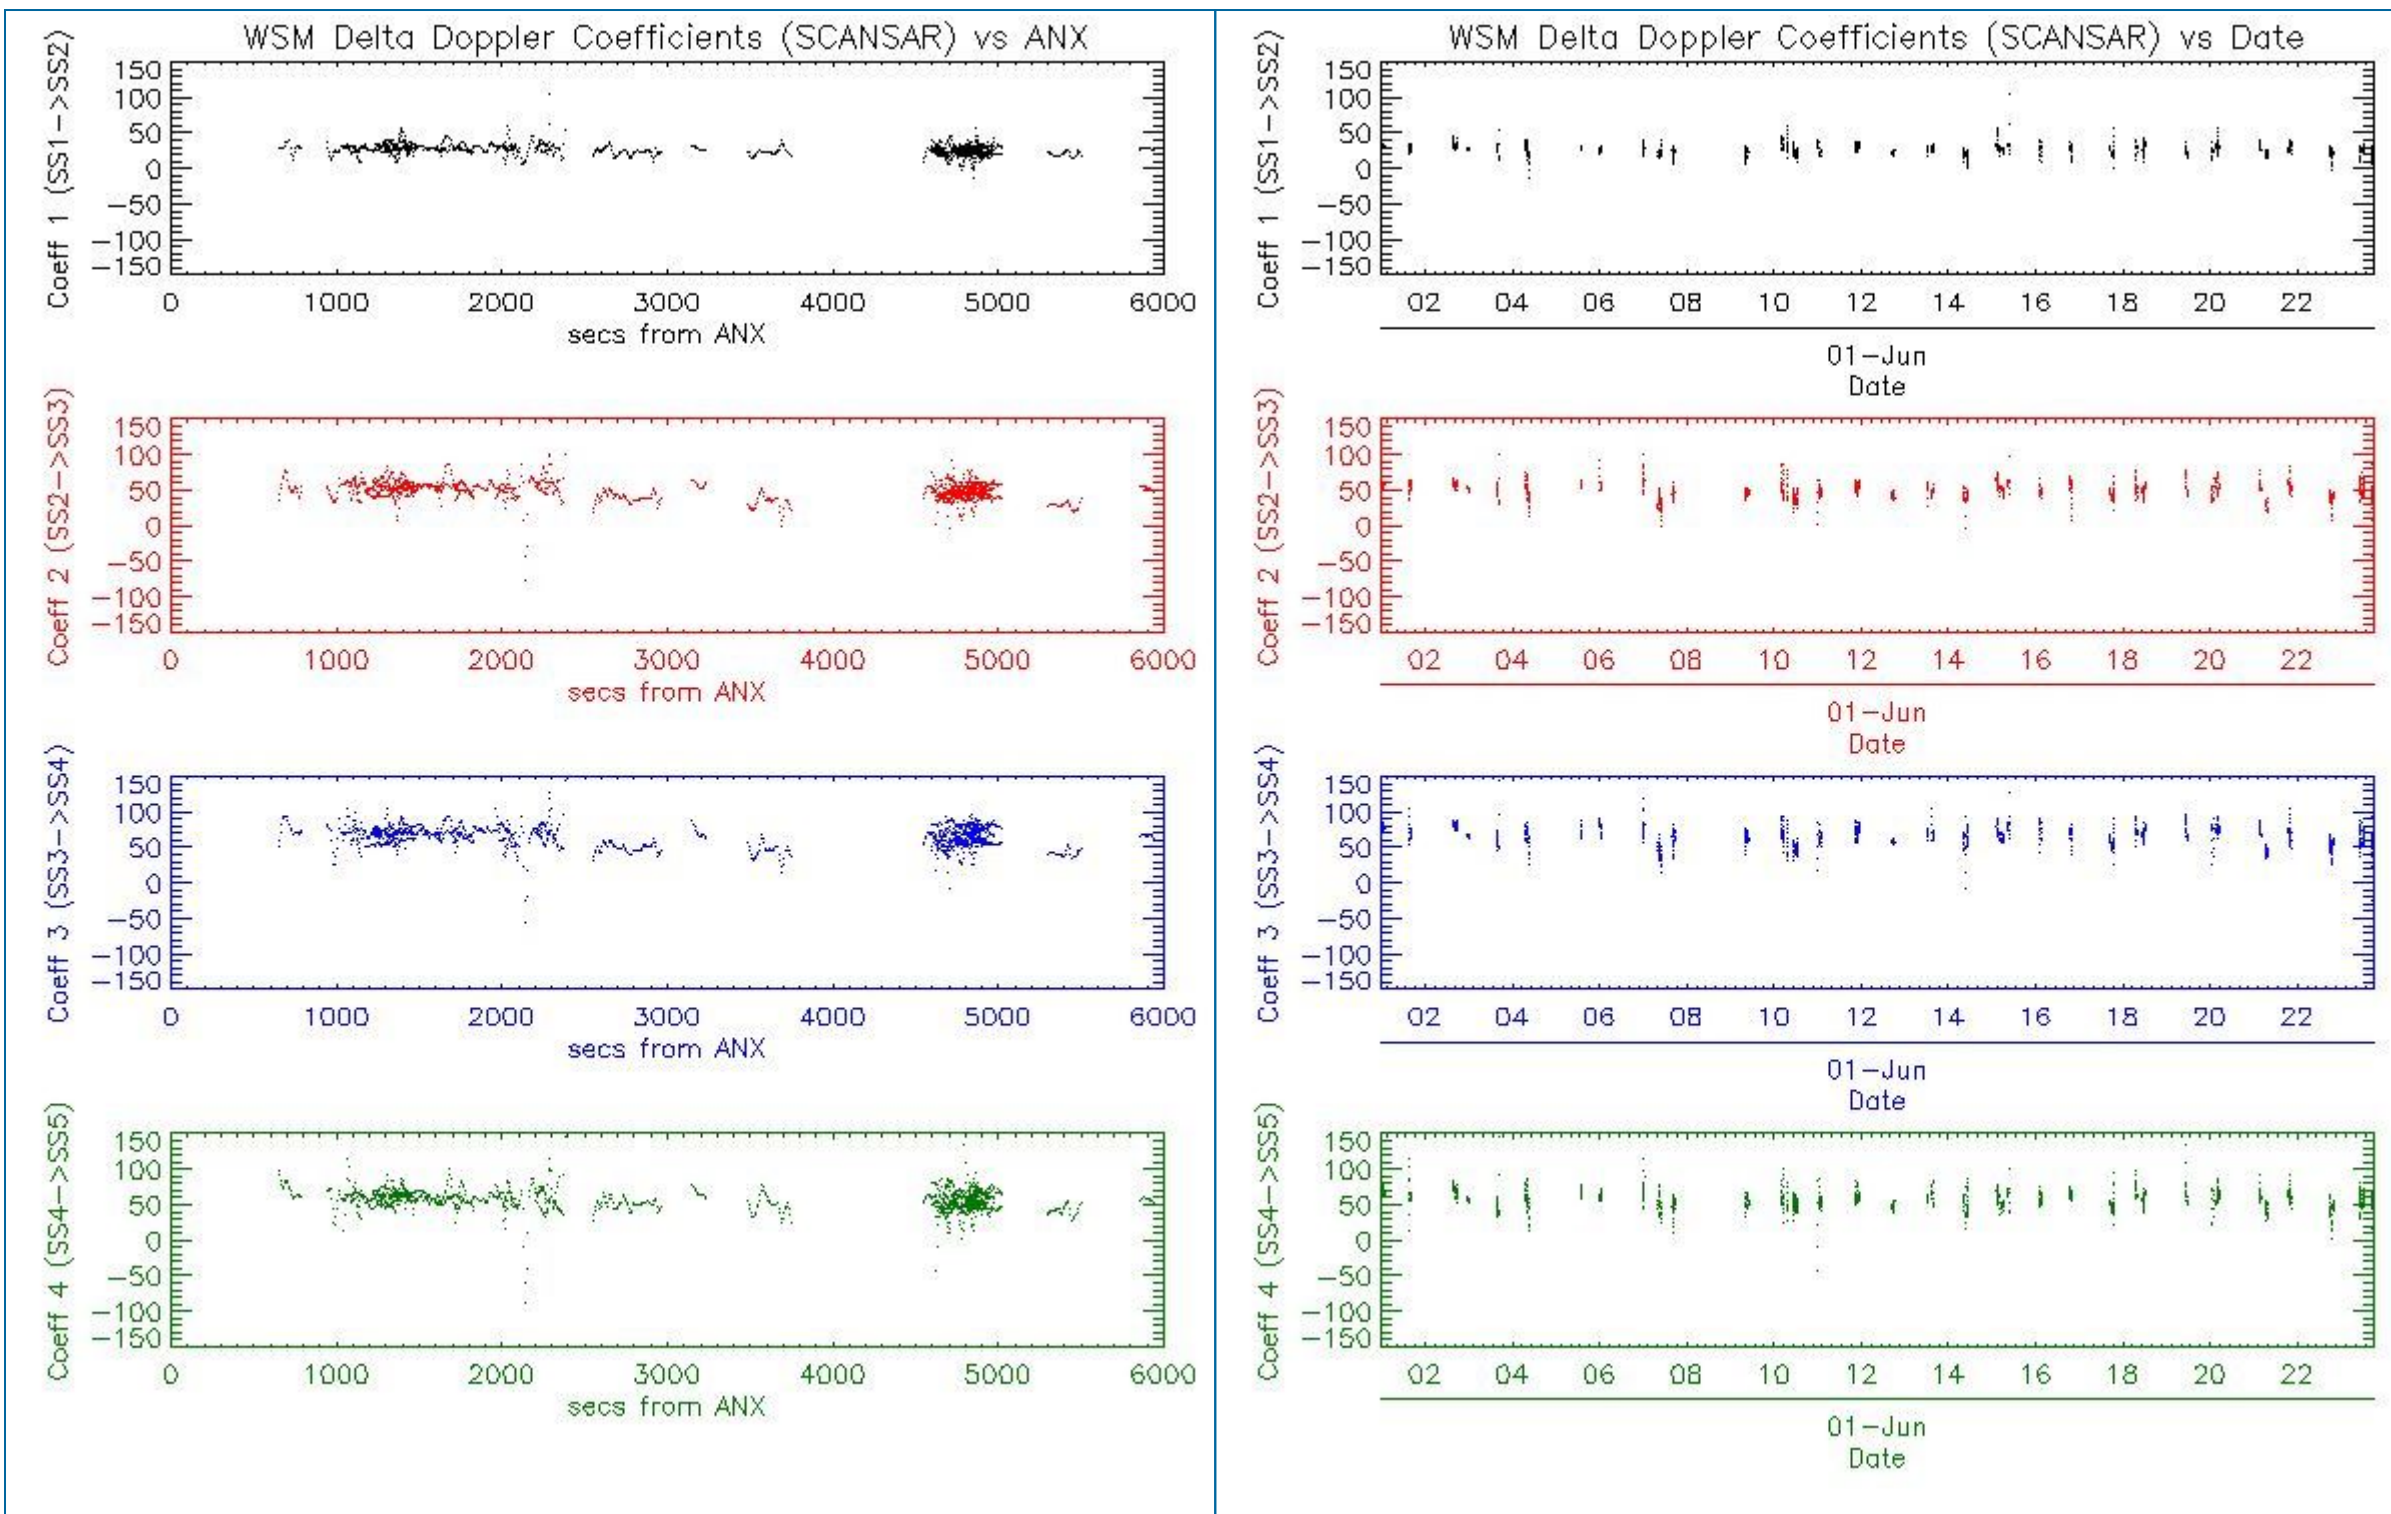 WSM Delta Doppler Coefficients (SCANSAR) vs ANX
Coeff 1 (SS1->SS2)
150
100
50
0
-50
-100
-150
0 1000 2000 3000 4000 5000 6000
secs from ANX
Coeff 2 (SS2->SS3)
150
100
50
0
-50
-100
-150
0 1000 2000 3000 4000 5000 6000
secs from ANX
Coeff 3 (SS3->SS4)
150
100
50
0
-50
-100
-150
0 1000 2000 3000 4000 5000 6000
secs from ANX
Coeff 4 (SS4->SS5)
150
100
50
0
-50
-100
-150
0 1000 2000 3000 4000 5000 6000
secs from ANX
WSM Delta Doppler Coefficients (SCANSAR) vs Date
Coeff 1 (SS1->SS2)
150
100
50
0
-50
-100
-150
02 04 06 08 10 12 14 16 18 20 22
01-Jun
Date
Coeff 2 (SS2->SS3)
150
100
50
0
-50
-100
-150
02 04 06 08 10 12 14 16 18 20 22
01-Jun
Date
Coeff 3 (SS3->SS4)
150
100
50
0
-50
-100
-150
02 04 06 08 10 12 14 16 18 20 22
01-Jun
Date
Coeff 4 (SS4->SS5)
150
100
50
0
-50
-100
-150
02 04 06 08 10 12 14 16 18 20 22
01-Jun
Date